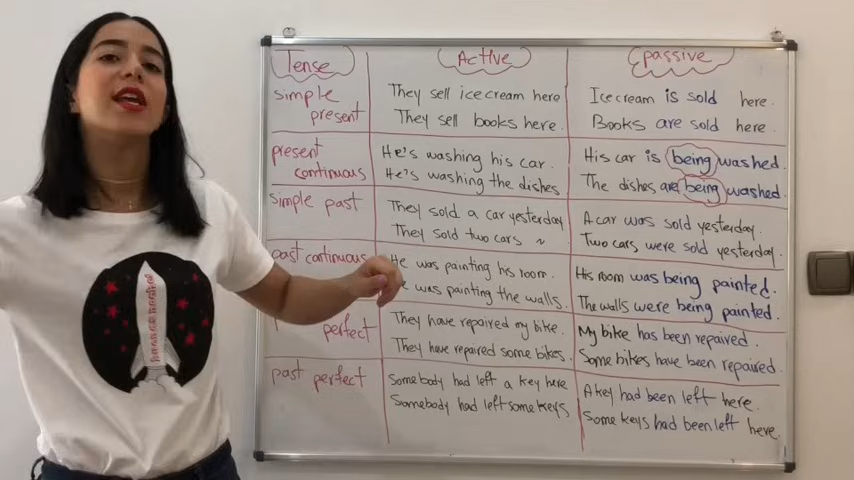 Tense Active passive
simple present
They sell icecream here
They sell books here.
Icecream is sold here.
Books are sold here.
present continuous
He's washing his car.
He's washing the dishes
His car is being washed.
The dishes are being washed.
simple past
They sold a car yesterday
They sold two cars ~
A car was sold yesterday.
Two cars were sold yesterday.
past continuous
He was painting his room.
was painting the walls.
His room was being painted.
The walls were being painted.
perfect
They have repaired my bike.
They have repaired some bikes.
My bike has been repaired.
Some bikes have been repaired.
past perfect
Somebody had left a key here
Somebody had left some keys
A key had been left here.
Some keys had been left here.